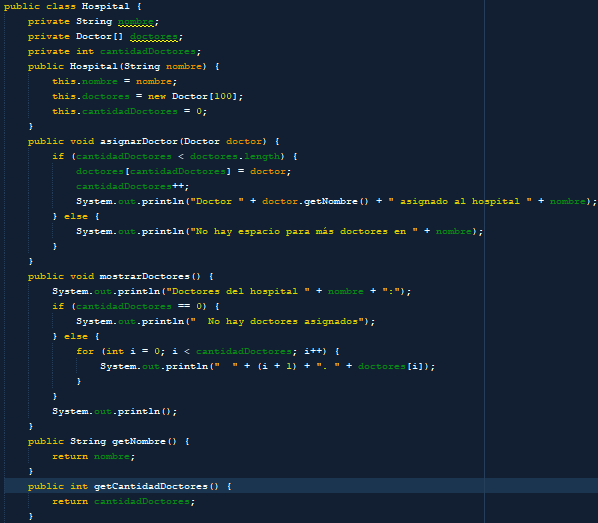 public class Hospital {
    private String nombre;
    private Doctor[] doctores;
    private int cantidadDoctores;
    public Hospital(String nombre) {
        this.nombre = nombre;
        this.doctores = new Doctor[100];
        this.cantidadDoctores = 0;
    }
    public void asignarDoctor(Doctor doctor) {
        if (cantidadDoctores < doctores.length) {
            doctores[cantidadDoctores] = doctor;
            cantidadDoctores++;
            System.out.println("Doctor " + doctor.getNombre() + " asignado al hospital " + nombre);
        } else {
            System.out.println("No hay espacio para más doctores en " + nombre);
        }
    }
    public void mostrarDoctores() {
        System.out.println("Doctores del hospital " + nombre + ":");
        if (cantidadDoctores == 0) {
            System.out.println("  No hay doctores asignados");
        } else {
            for (int i = 0; i < cantidadDoctores; i++) {
                System.out.println("  " + (i + 1) + ". " + doctores[i]);
            }
        }
        System.out.println();
    }
    public String getNombre() {
        return nombre;
    }
    public int getCantidadDoctores() {
        return cantidadDoctores;
    }